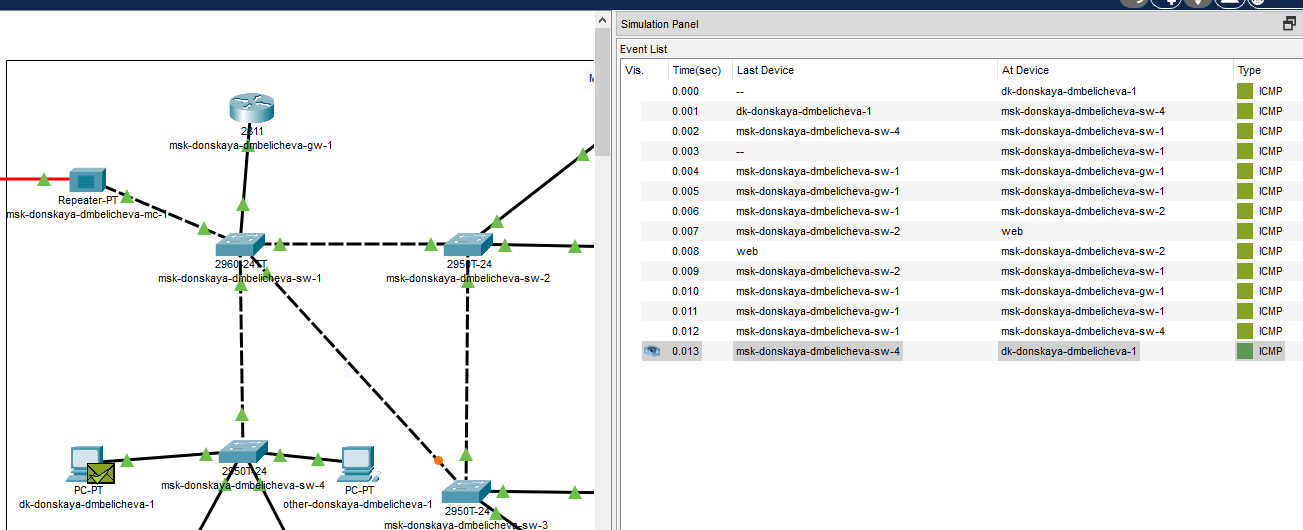 Simulation Panel
Event List
Vis. Time(sec) Last Device At Device Type
0.000 -- dk-donskaya-dmbelicheva-1 ICMP
0.001 dk-donskaya-dmbelicheva-1 msk-donskaya-dmbelicheva-sw-4 ICMP
0.002 msk-donskaya-dmbelicheva-sw-4 msk-donskaya-dmbelicheva-sw-1 ICMP
0.003 -- msk-donskaya-dmbelicheva-sw-1 ICMP
0.004 msk-donskaya-dmbelicheva-sw-1 msk-donskaya-dmbelicheva-gw-1 ICMP
0.005 msk-donskaya-dmbelicheva-gw-1 msk-donskaya-dmbelicheva-sw-1 ICMP
0.006 msk-donskaya-dmbelicheva-sw-1 msk-donskaya-dmbelicheva-sw-2 ICMP
0.007 msk-donskaya-dmbelicheva-sw-2 web ICMP
0.008 web msk-donskaya-dmbelicheva-sw-2 ICMP
0.009 msk-donskaya-dmbelicheva-sw-2 msk-donskaya-dmbelicheva-sw-1 ICMP
0.010 msk-donskaya-dmbelicheva-sw-1 msk-donskaya-dmbelicheva-gw-1 ICMP
0.011 msk-donskaya-dmbelicheva-gw-1 msk-donskaya-dmbelicheva-sw-1 ICMP
0.012 msk-donskaya-dmbelicheva-sw-1 msk-donskaya-dmbelicheva-sw-4 ICMP
0.013 msk-donskaya-dmbelicheva-sw-4 dk-donskaya-dmbelicheva-1 ICMP
2811
msk-donskaya-dmbelicheva-gw-1
Repeater-PT
msk-donskaya-dmbelicheva-mc-1
2960-24TT
msk-donskaya-dmbelicheva-sw-1
2950T-24
msk-donskaya-dmbelicheva-sw-2
PC-PT
dk-donskaya-dmbelicheva-1
2950T-24
msk-donskaya-dmbelicheva-sw-4
PC-PT
other-donskaya-dmbelicheva-1
2950T-24
msk-donskaya-dmbelicheva-sw-3